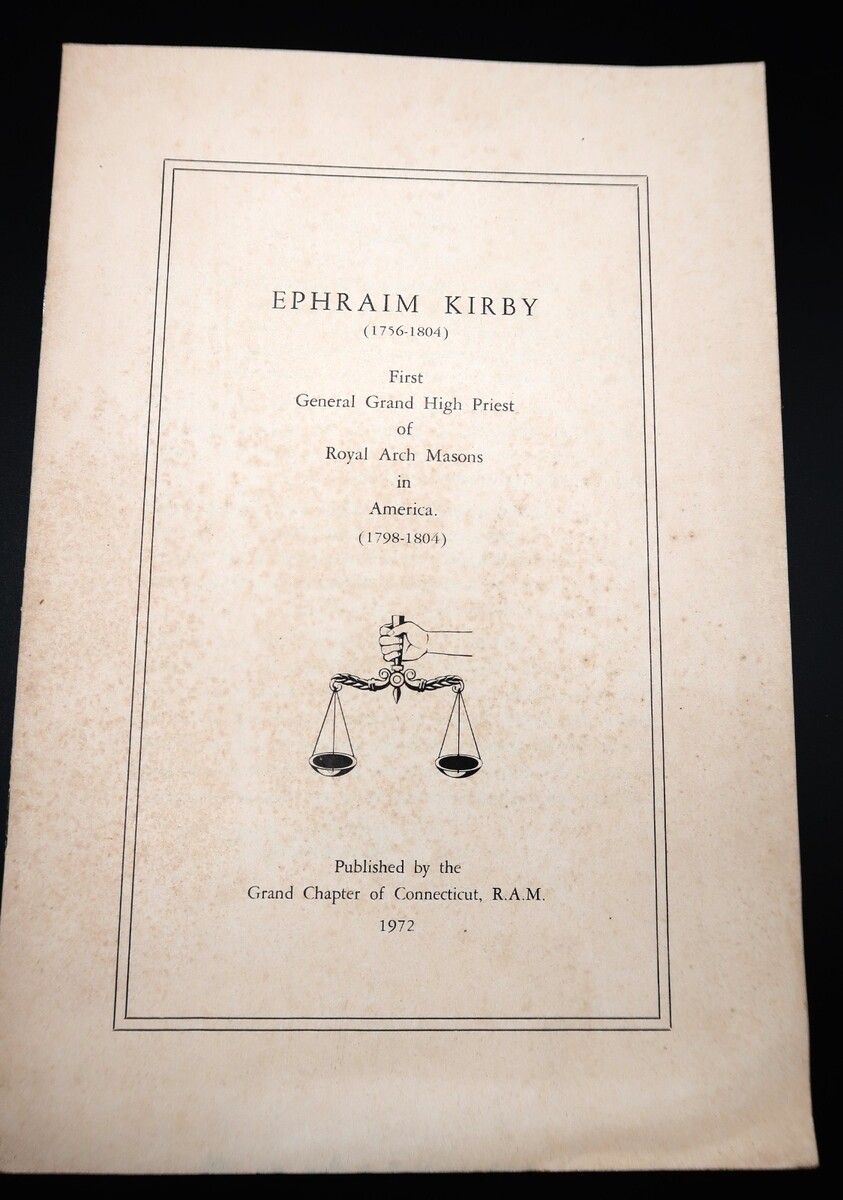 EPHRAIM KIRBY
(1756-1804)
First
General Grand High Priest
of
Royal Arch Masons
in
America.
(1798-1804)
Published by the
Grand Chapter of Connecticut, R.A.M.
1972